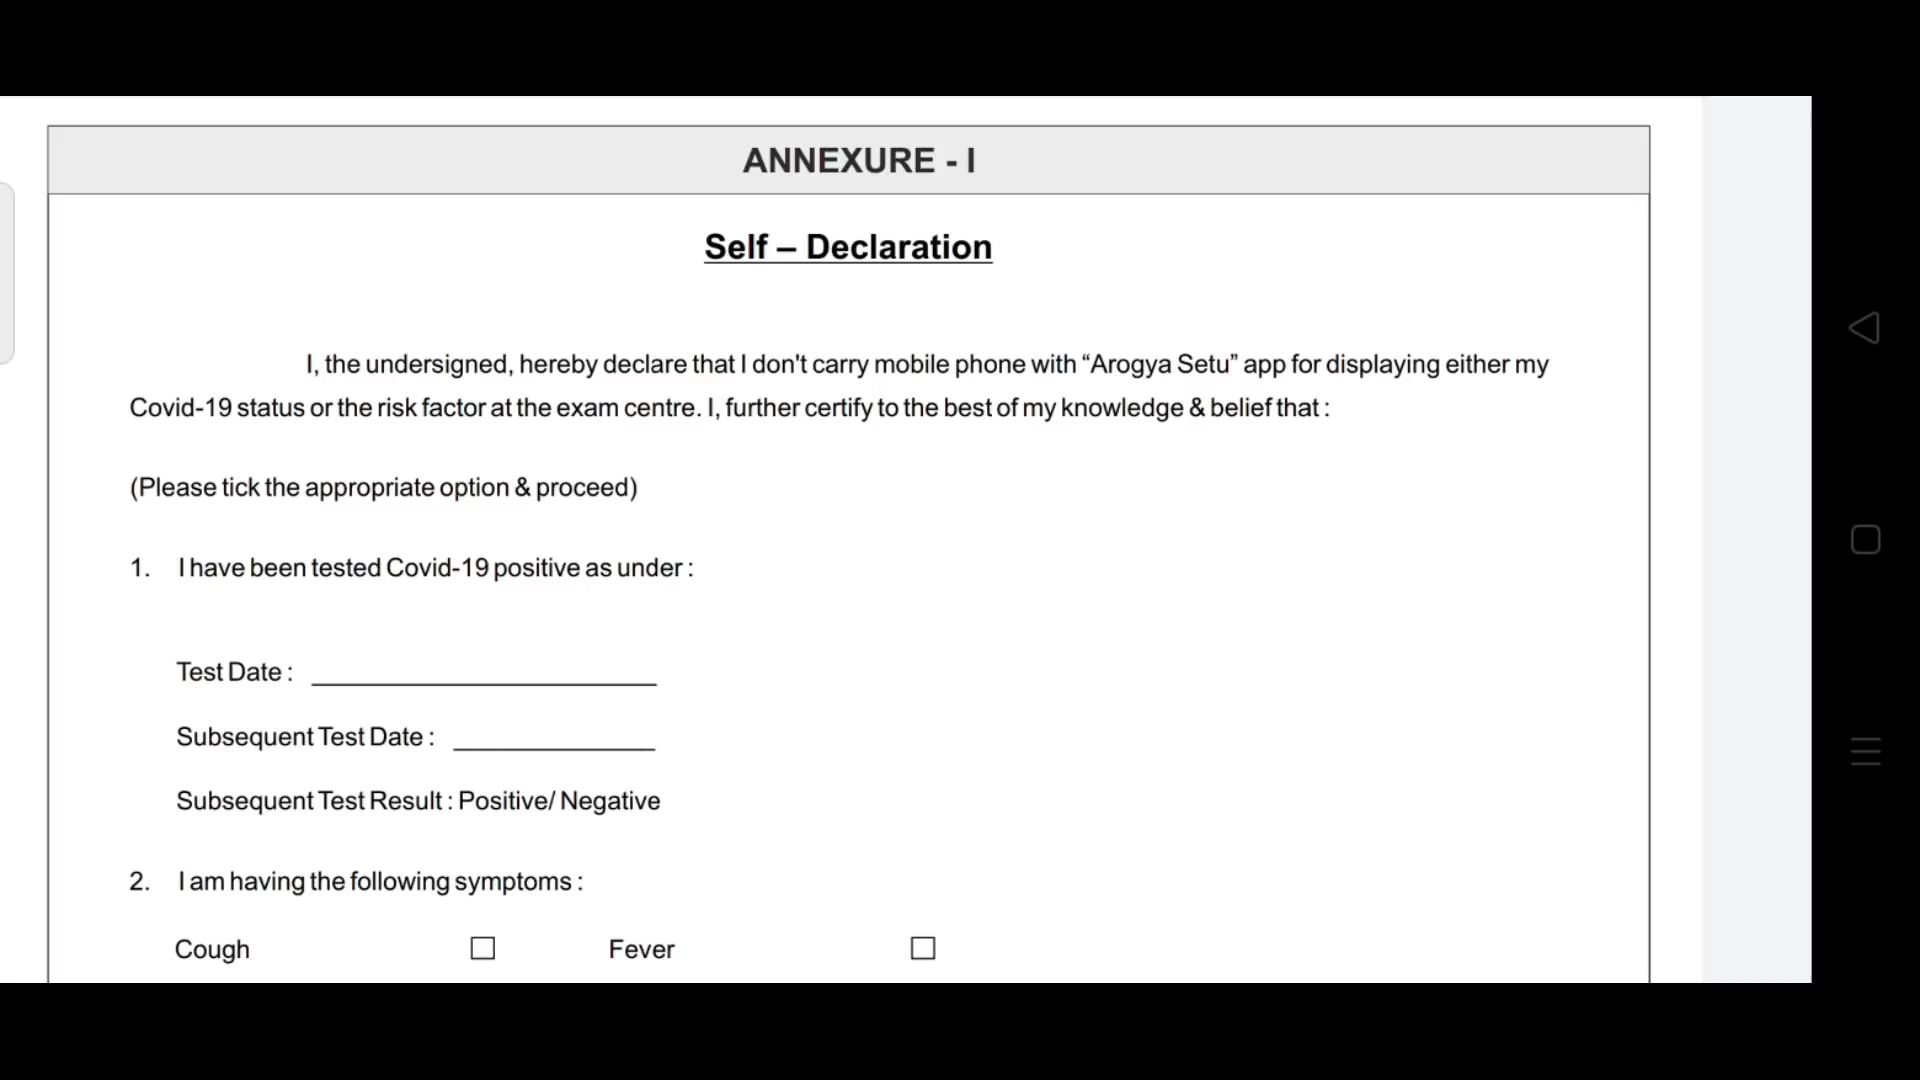 ANNEXURE - I
Self – Declaration
I, the undersigned, hereby declare that I don't carry mobile phone with “Arogya Setu” app for displaying either my
Covid-19 status or the risk factor at the exam centre. I, further certify to the best of my knowledge & belief that :
(Please tick the appropriate option & proceed)
1. I have been tested Covid-19 positive as under :
Test Date :
Subsequent Test Date :
Subsequent Test Result : Positive/ Negative
2. I am having the following symptoms :
Cough Fever